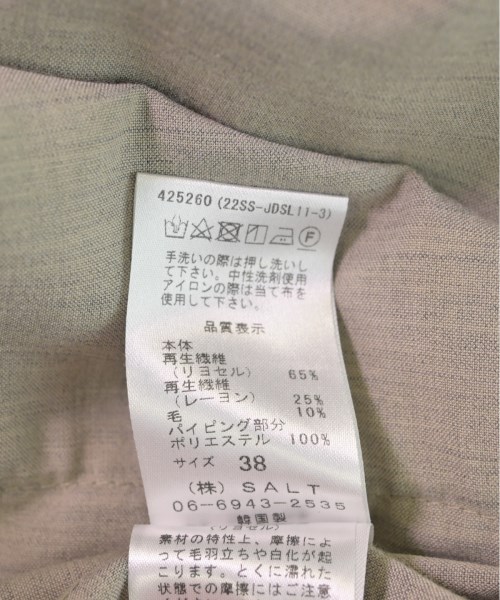 425260(22SS-JDSL11-3)
F
手洗いの際は押し洗いし
て下さい。中性洗剤使用
アイロンの際は当て布を
使用して下さい。
品質表示
本体
再生繊維
(リヨセル) 65%
再生繊維
(レーヨン) 25%
毛 10%
パイピング部分
ポリエステル 100%
サイズ 38
(株)SALT
06-6943-2535
韓国製
(リヨセル)
素材の特性上、摩擦によ
って毛羽立ちや白化が起
こります。とくに濡れた
状態での摩擦にはご注意